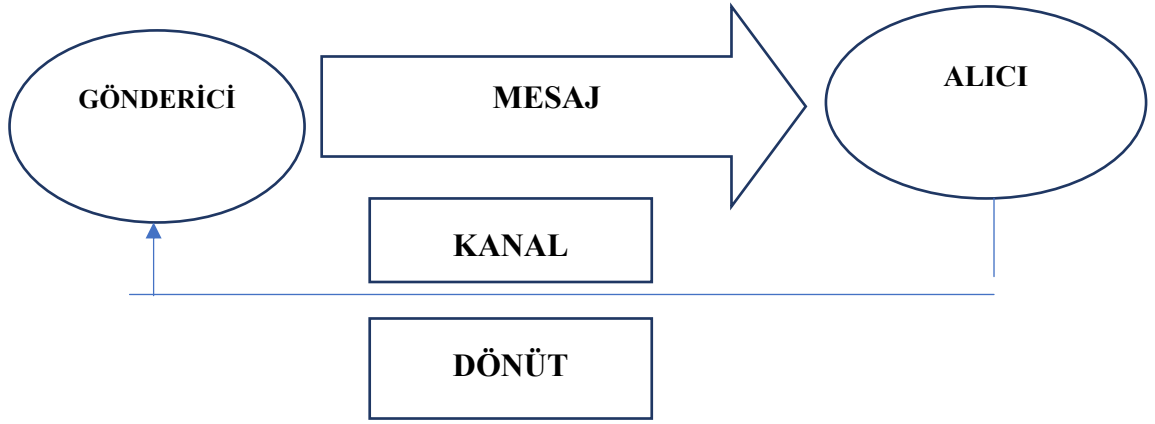 GÖNDERİCİ
MESAJ
ALICI
KANAL
DÖNÜT